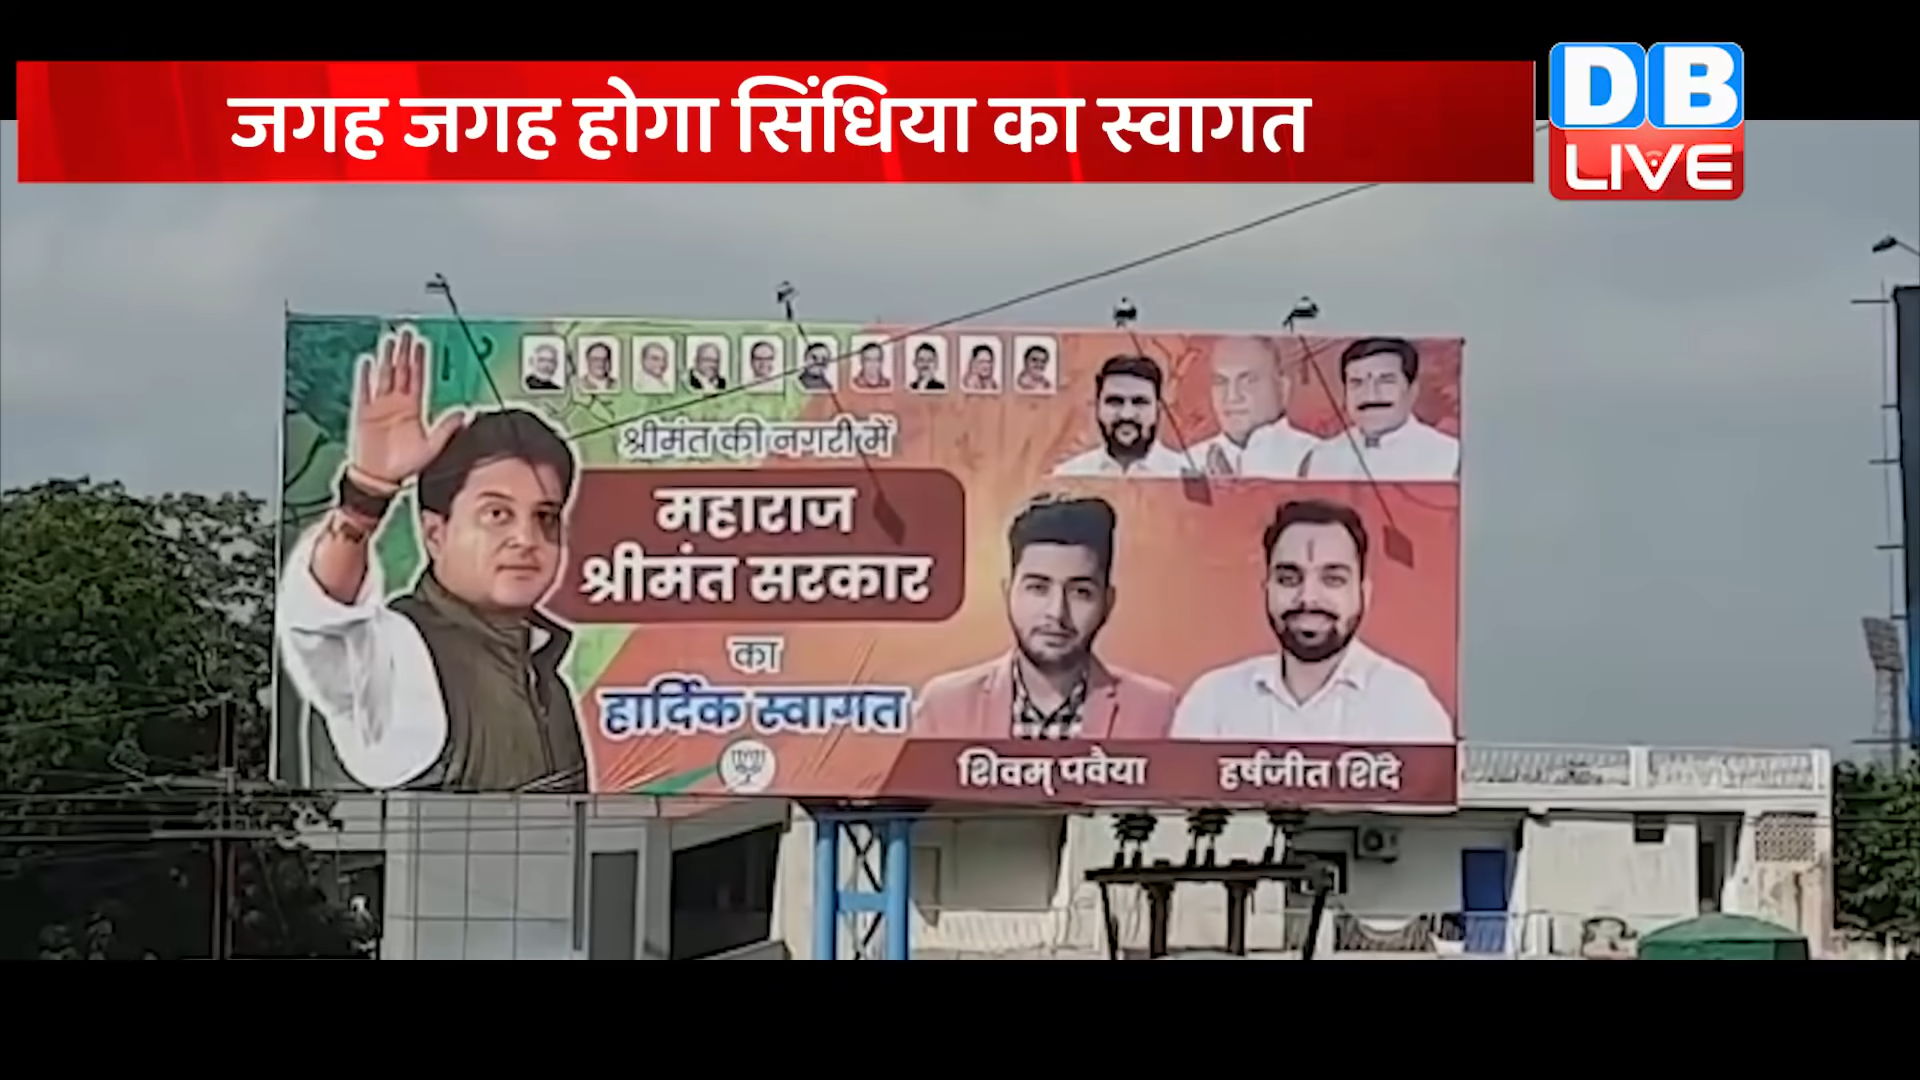 जगह जगह होगा सिंधिया का स्वागत
DB
LIVE
श्रीमंत की नगरी में
महाराज
श्रीमंत सरकार
का
हार्दिक स्वागत
शिवम् पवैया
हर्षजीत शिंदे